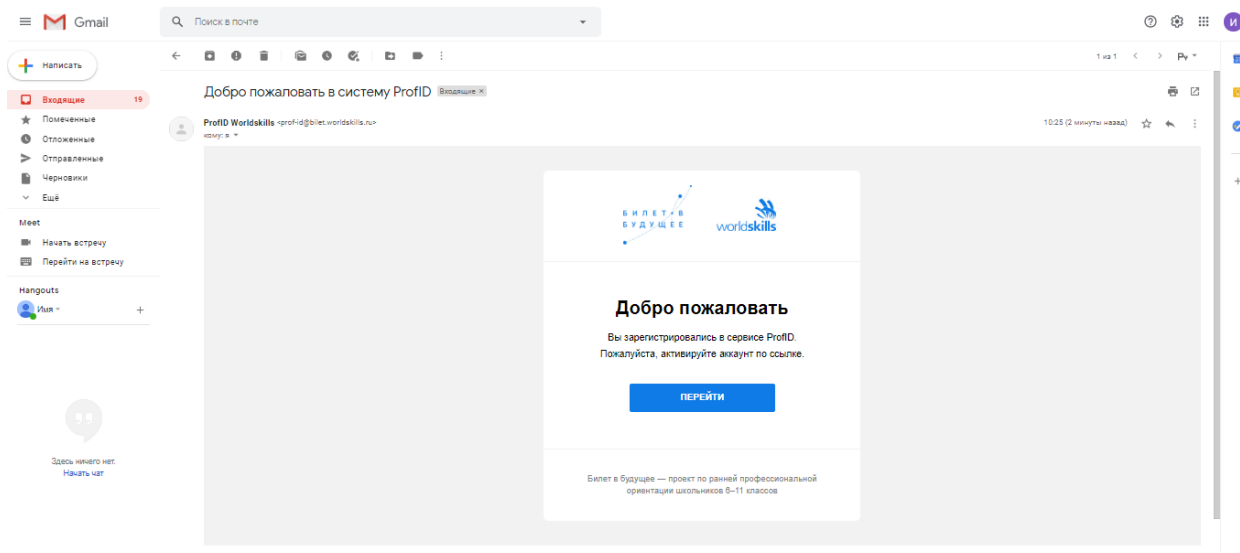 Gmail
Поиск в почте
И
Написать
1 из 1
Входящие 19
Помеченные
Отложенные
Отправленные
Черновики
Ещё
Meet
Начать встречу
Перейти на встречу
Hangouts
Имя
Здесь ничего нет.
Начать чат
Добро пожаловать в систему ProfID Входящие ×
ProfID Worldskills <prof-id@bilet.worldskills.ru>
кому: я
10:25 (2 минуты назад)
БИЛЕТ В
БУДУЩЕЕ
worldskills
Добро пожаловать
Вы зарегистрировались в сервисе ProfID.
Пожалуйста, активируйте аккаунт по ссылке.
ПЕРЕЙТИ
Билет в будущее — проект по ранней профессиональной
ориентации школьников 6–11 классов